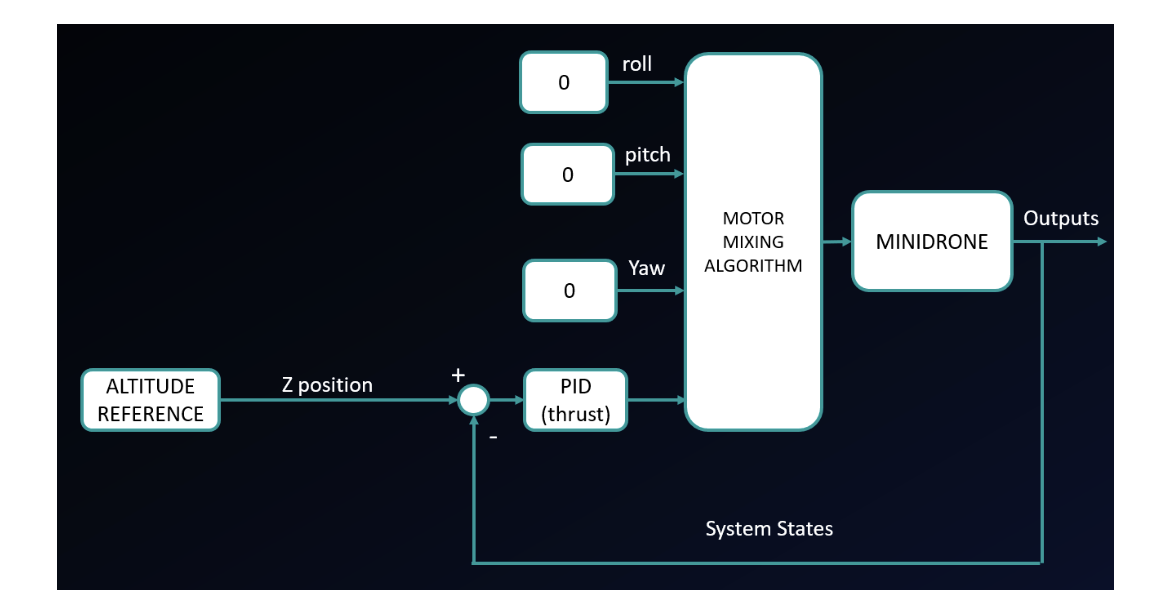 0
roll
0
pitch
0
Yaw
MOTOR
MIXING
ALGORITHM
MINIDRONE
Outputs
ALTITUDE
REFERENCE
Z position
+
-
PID
(thrust)
System States